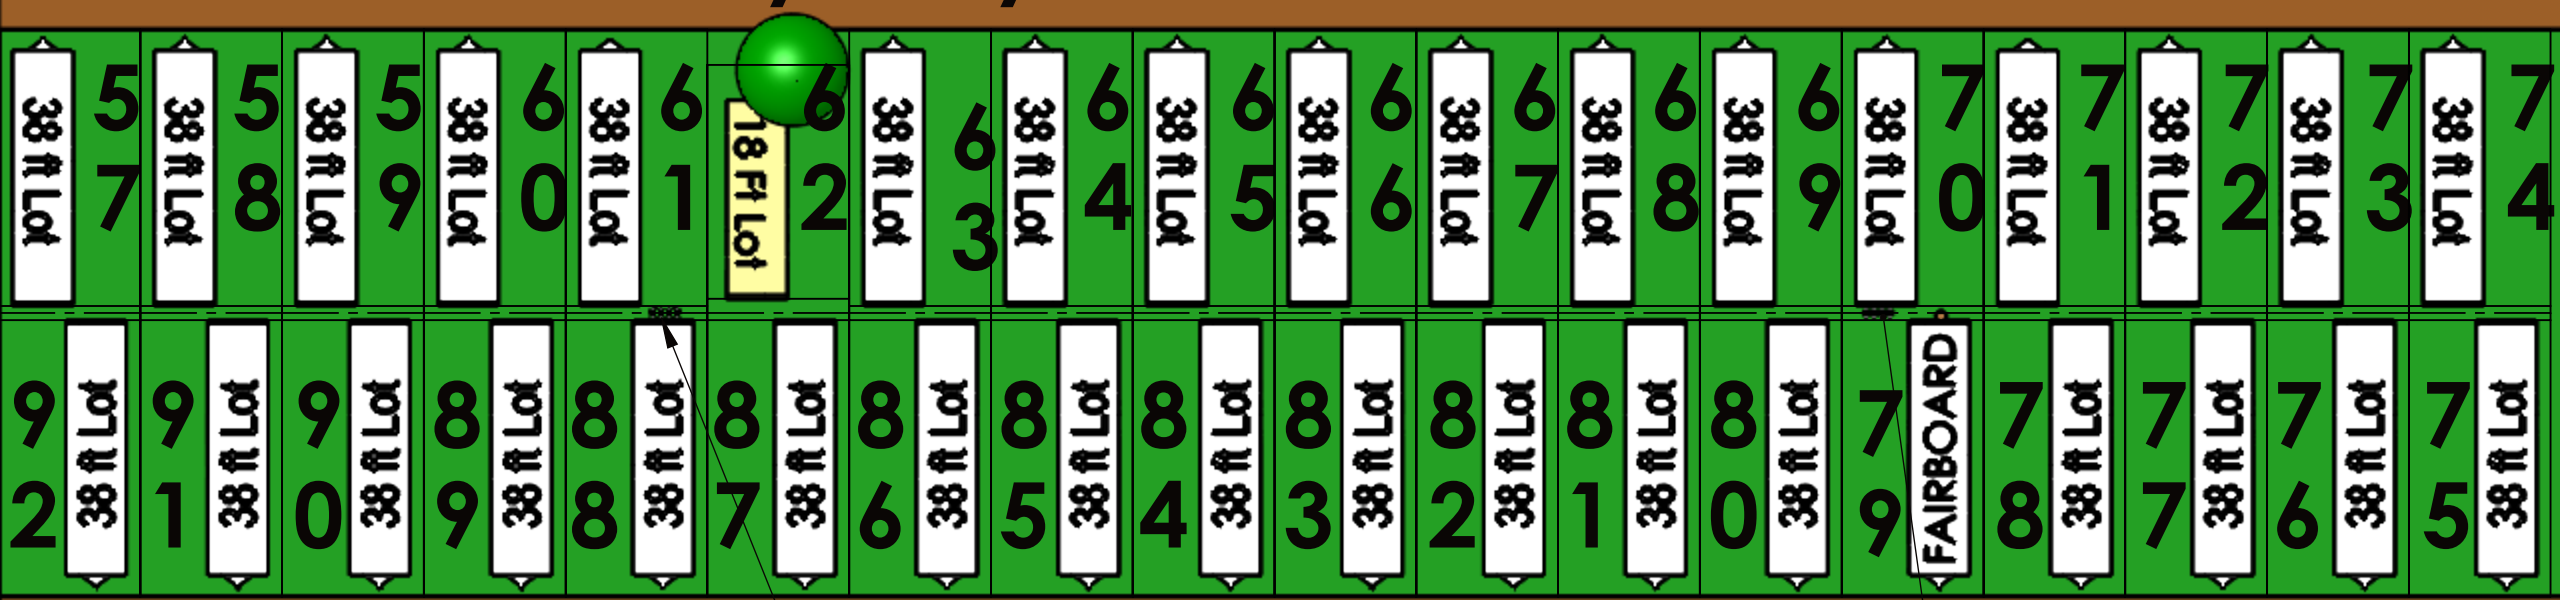 38 ft Lot 57
38 ft Lot 58
38 ft Lot 59
38 ft Lot 60
38 ft Lot 61
18 Ft Lot 62
38 ft Lot 63
38 ft Lot 64
38 ft Lot 65
38 ft Lot 66
38 ft Lot 67
38 ft Lot 68
38 ft Lot 69
38 ft Lot 70
38 ft Lot 71
38 ft Lot 72
38 ft Lot 73
38 ft Lot 74
92 38 ft Lot
91 38 ft Lot
90 38 ft Lot
89 38 ft Lot
88 38 ft Lot
87 38 ft Lot
86 38 ft Lot
85 38 ft Lot
84 38 ft Lot
83 38 ft Lot
82 38 ft Lot
81 38 ft Lot
80 38 ft Lot
79 FAIRBOARD
78 38 ft Lot
77 38 ft Lot
76 38 ft Lot
75 38 ft Lot